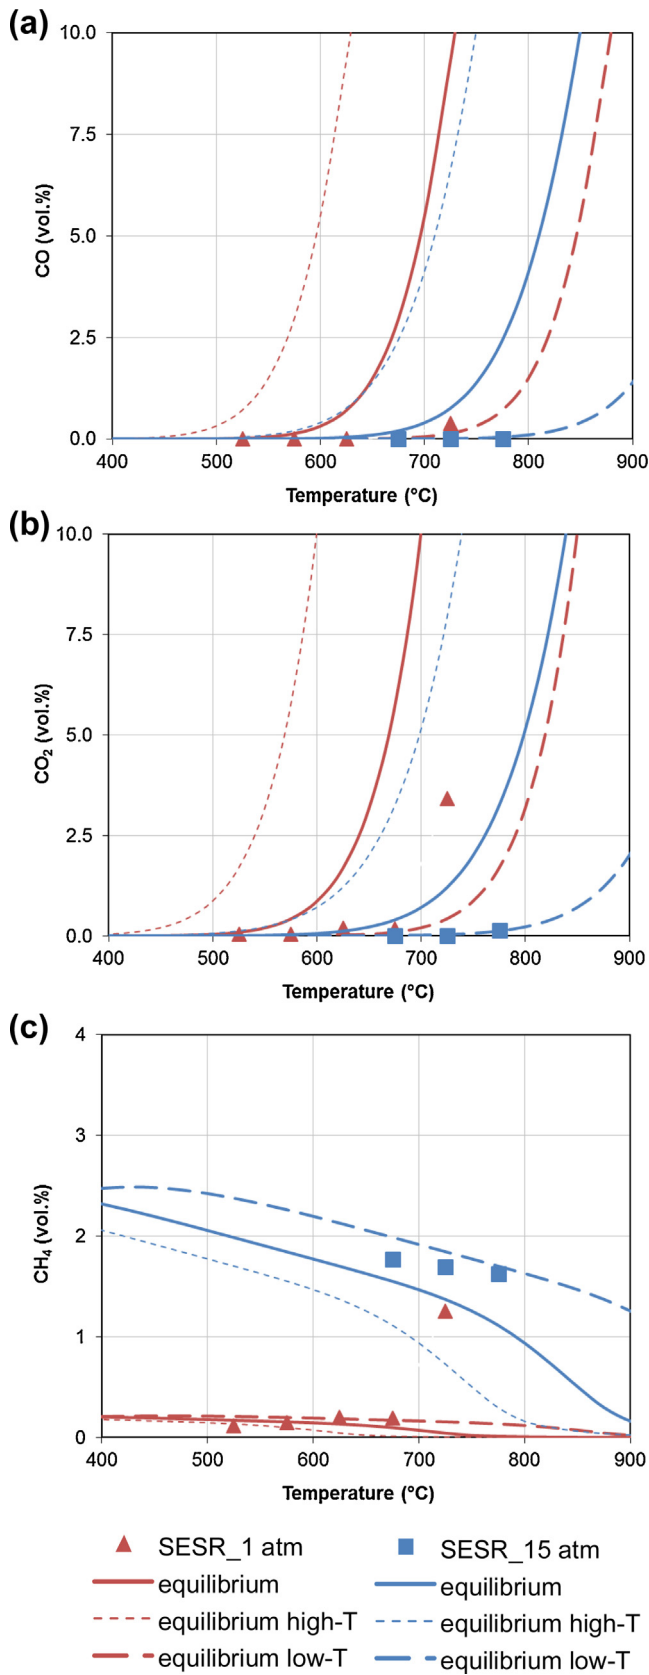 (a)
10.0
7.5
5.0
2.5
0.0
CO (vol.%)
400 500 600 700 800 900
Temperature (°C)
(b)
10.0
7.5
5.0
2.5
0.0
CO₂ (vol.%)
400 500 600 700 800 900
Temperature (°C)
(c)
4
3
2
1
0
CH₄ (vol.%)
400 500 600 700 800 900
Temperature (°C)
SESR_1 atm SESR_15 atm
equilibrium equilibrium
equilibrium high-T equilibrium high-T
equilibrium low-T equilibrium low-T